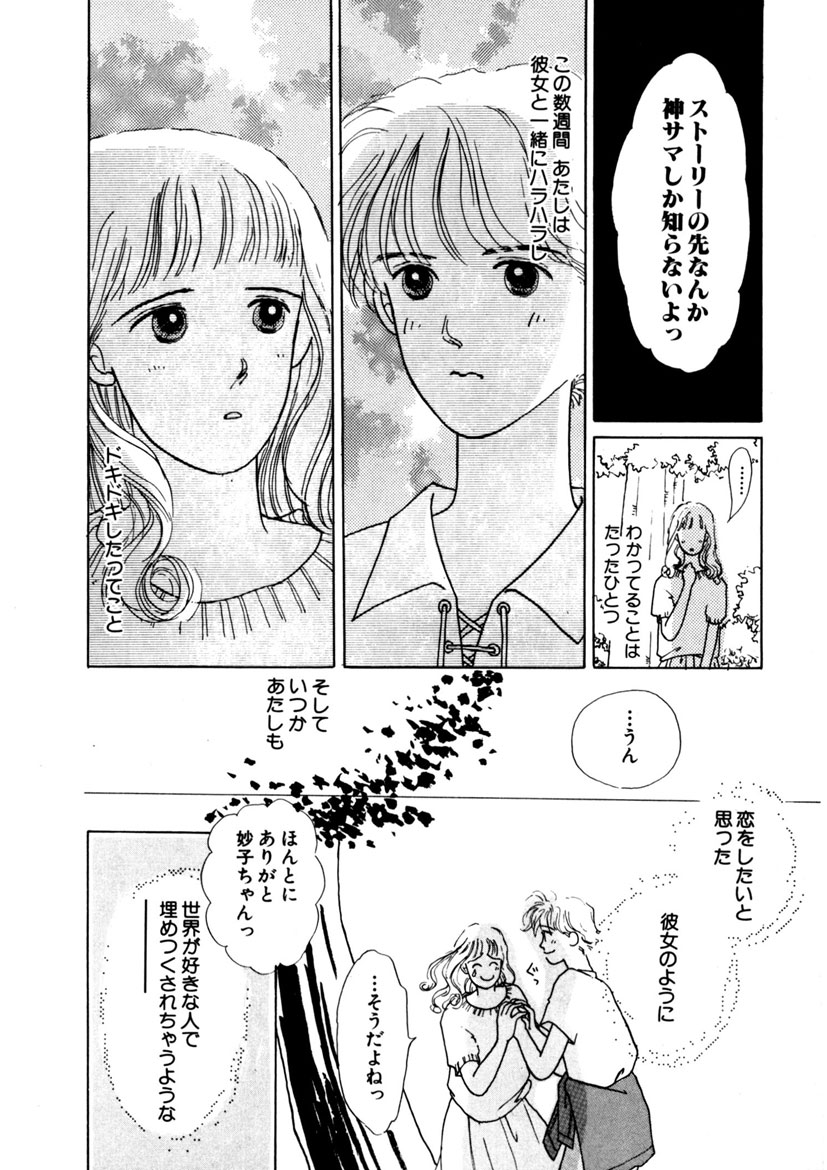 ストーリーの先なんか
神サマしか知らないよっ
……
わかってることは
たったひとつ
この数週間 あたしは
彼女と一緒にハラハラし
ドキドキしたってこと
…うん
そして
いつか
あたしも
恋をしたいと
思った
彼女のように
ぐっ
…そうだよねっ
ほんとに
ありがと
妙子ちゃんっ
世界が好きな人で
埋めつくされちゃうような